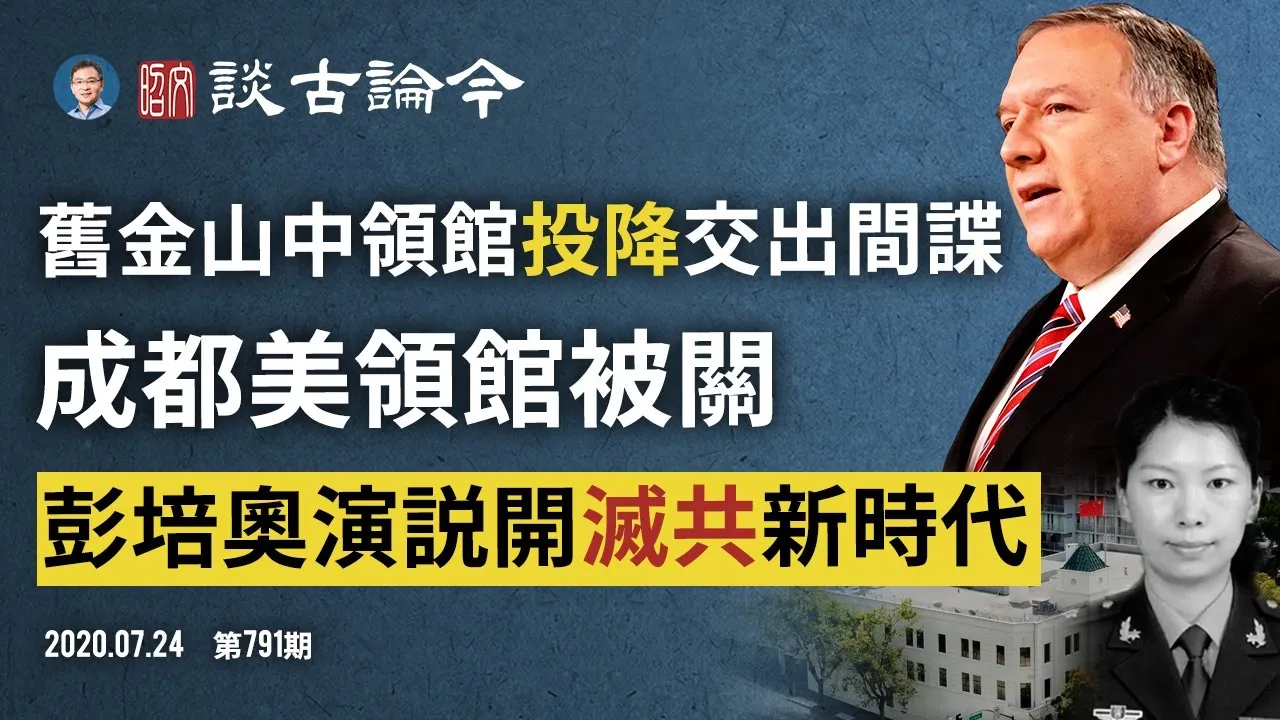 昭文 談古論今
舊金山中領館投降交出間諜
成都美領館被關
彭培奧演説開滅共新時代
2020.07.24 第791期